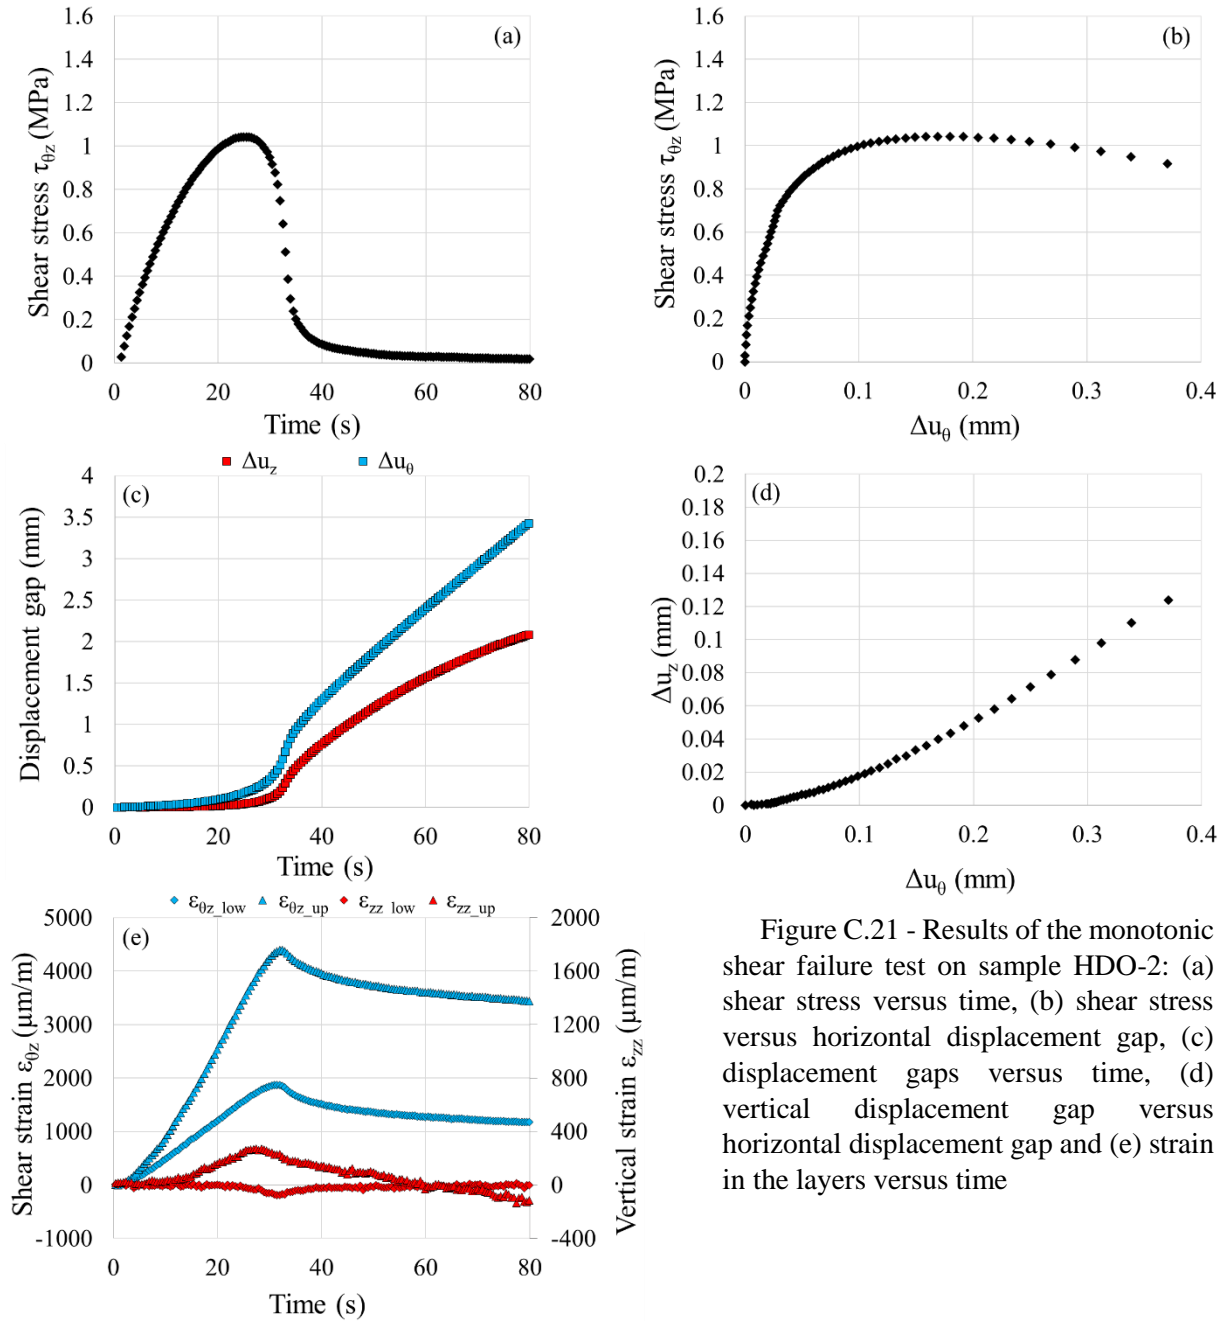 (a)
Shear stress τθz (MPa)
1.6
1.4
1.2
1
0.8
0.6
0.4
0.2
0
0 20 40 60 80
Time (s)
(b)
Shear stress τθz (MPa)
1.6
1.4
1.2
1
0.8
0.6
0.4
0.2
0
0 0.1 0.2 0.3 0.4
Δuθ (mm)
Δuz Δuθ
(c)
Displacement gap (mm)
4
3.5
3
2.5
2
1.5
1
0.5
0
0 20 40 60 80
Time (s)
(d)
Δuz (mm)
0.2
0.18
0.16
0.14
0.12
0.1
0.08
0.06
0.04
0.02
0
0 0.1 0.2 0.3 0.4
Δuθ (mm)
εθz_low εθz_up εzz_low εzz_up
(e)
Shear strain εθz (μm/m)
5000
4000
3000
2000
1000
0
-1000
2000
1600
1200
800
400
0
-400
Vertical strain εzz (μm/m)
0 20 40 60 80
Time (s)
Figure C.21 - Results of the monotonic
shear failure test on sample HDO-2: (a)
shear stress versus time, (b) shear stress
versus horizontal displacement gap, (c)
displacement gaps versus time, (d)
vertical displacement gap versus
horizontal displacement gap and (e) strain
in the layers versus time